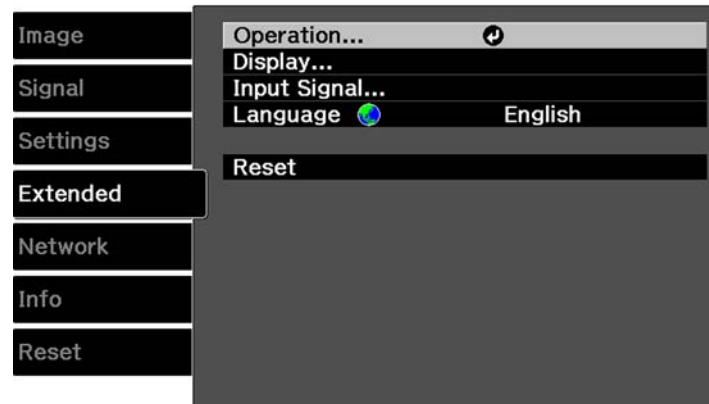 Image
Signal
Settings
Extended
Network
Info
Reset
Operation...
Display...
Input Signal...
Language English
Reset